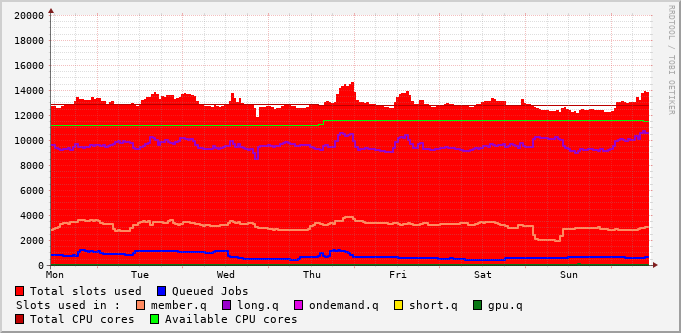 20000
18000
16000
14000
12000
10000
8000
6000
4000
2000
0
Mon Tue Wed Thu Fri Sat Sun
RRDTOOL / TOBI OETIKER
Total slots used Queued Jobs
Slots used in : member.q long.q ondemand.q short.q gpu.q
Total CPU cores Available CPU cores